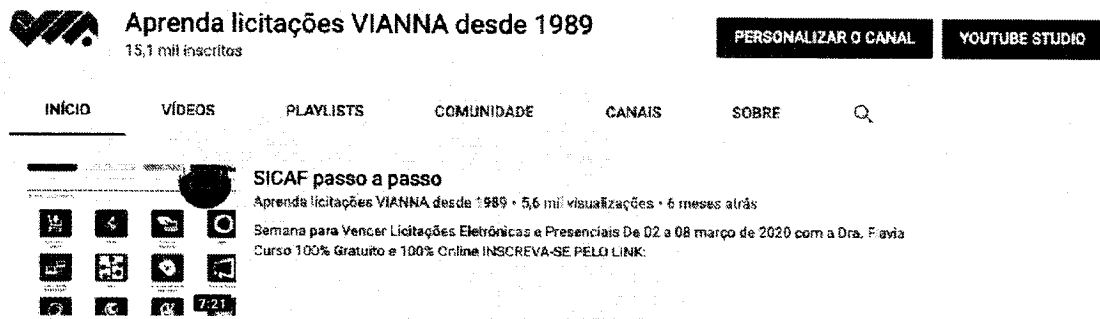 Aprenda licitações VIANNA desde 1989
15,1 mil inscritos
PERSONALIZAR O CANAL
YOUTUBE STUDIO
INÍCIO
VÍDEOS
PLAYLISTS
COMUNIDADE
CANAIS
SOBRE
SICAF passo a passo
Aprenda licitações VIANNA desde 1989 • 5,6 mil visualizações • 6 meses atrás
Semana para Vencer Licitações Eletrônicas e Presenciais De 02 a 08 março de 2020 com a Dra. Flavia
Curso 100% Gratuito e 100% Online INSCREVA-SE PELO LINK:
7:21